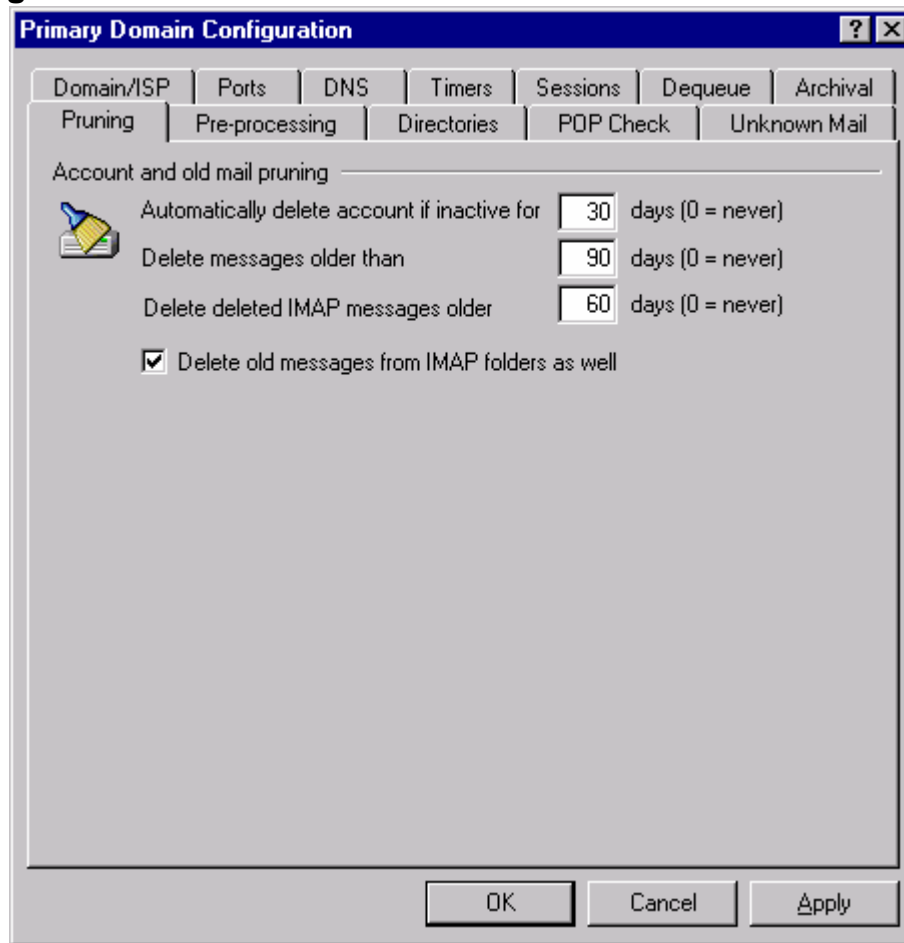 Primary Domain Configuration
Domain/ISP Ports DNS Timers Sessions Dequeue Archival
Pruning Pre-processing Directories POP Check Unknown Mail
Account and old mail pruning
Automatically delete account if inactive for 30 days (0 = never)
Delete messages older than 90 days (0 = never)
Delete deleted IMAP messages older 60 days (0 = never)
Delete old messages from IMAP folders as well
OK Cancel Apply